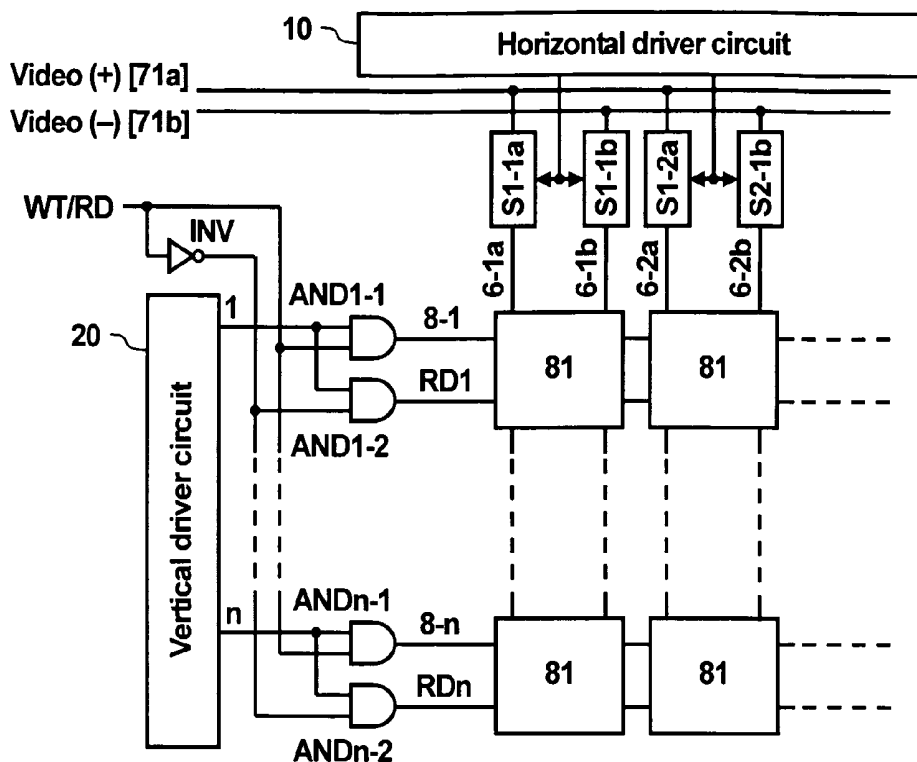 10
Horizontal driver circuit
Video (+) [71a]
Video (–) [71b]
S1-1a
S1-1b
S1-2a
S2-1b
WT/RD
INV
6-1a
6-1b
6-2a
6-2b
20
Vertical driver circuit
1
AND1-1
8-1
81
81
RD1
AND1-2
n
ANDn-1
8-n
81
81
RDn
ANDn-2